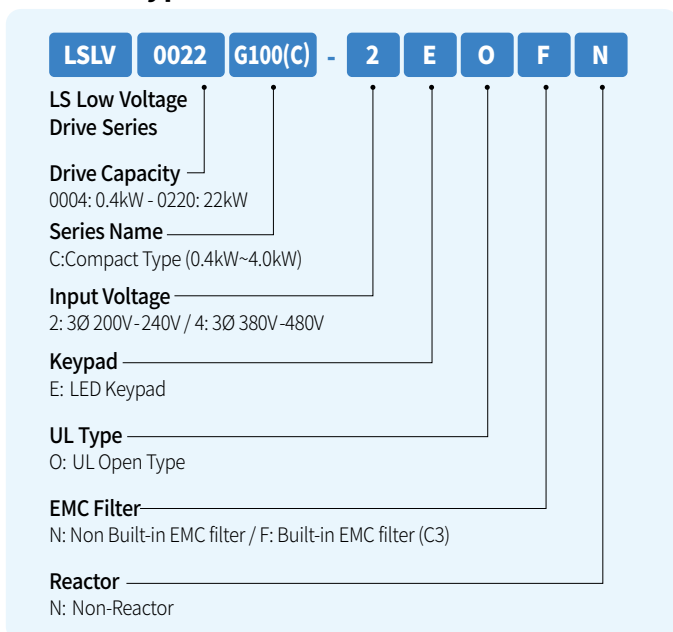 LSLV 0022 G100(C) - 2 E O F N
LS Low Voltage
Drive Series
Drive Capacity
0004: 0.4kW - 0220: 22kW
Series Name
C:Compact Type (0.4kW~4.0kW)
Input Voltage
2: 3Ø 200V-240V / 4: 3Ø 380V-480V
Keypad
E: LED Keypad
UL Type
O: UL Open Type
EMC Filter
N: Non Built-in EMC filter / F: Built-in EMC filter (C3)
Reactor
N: Non-Reactor